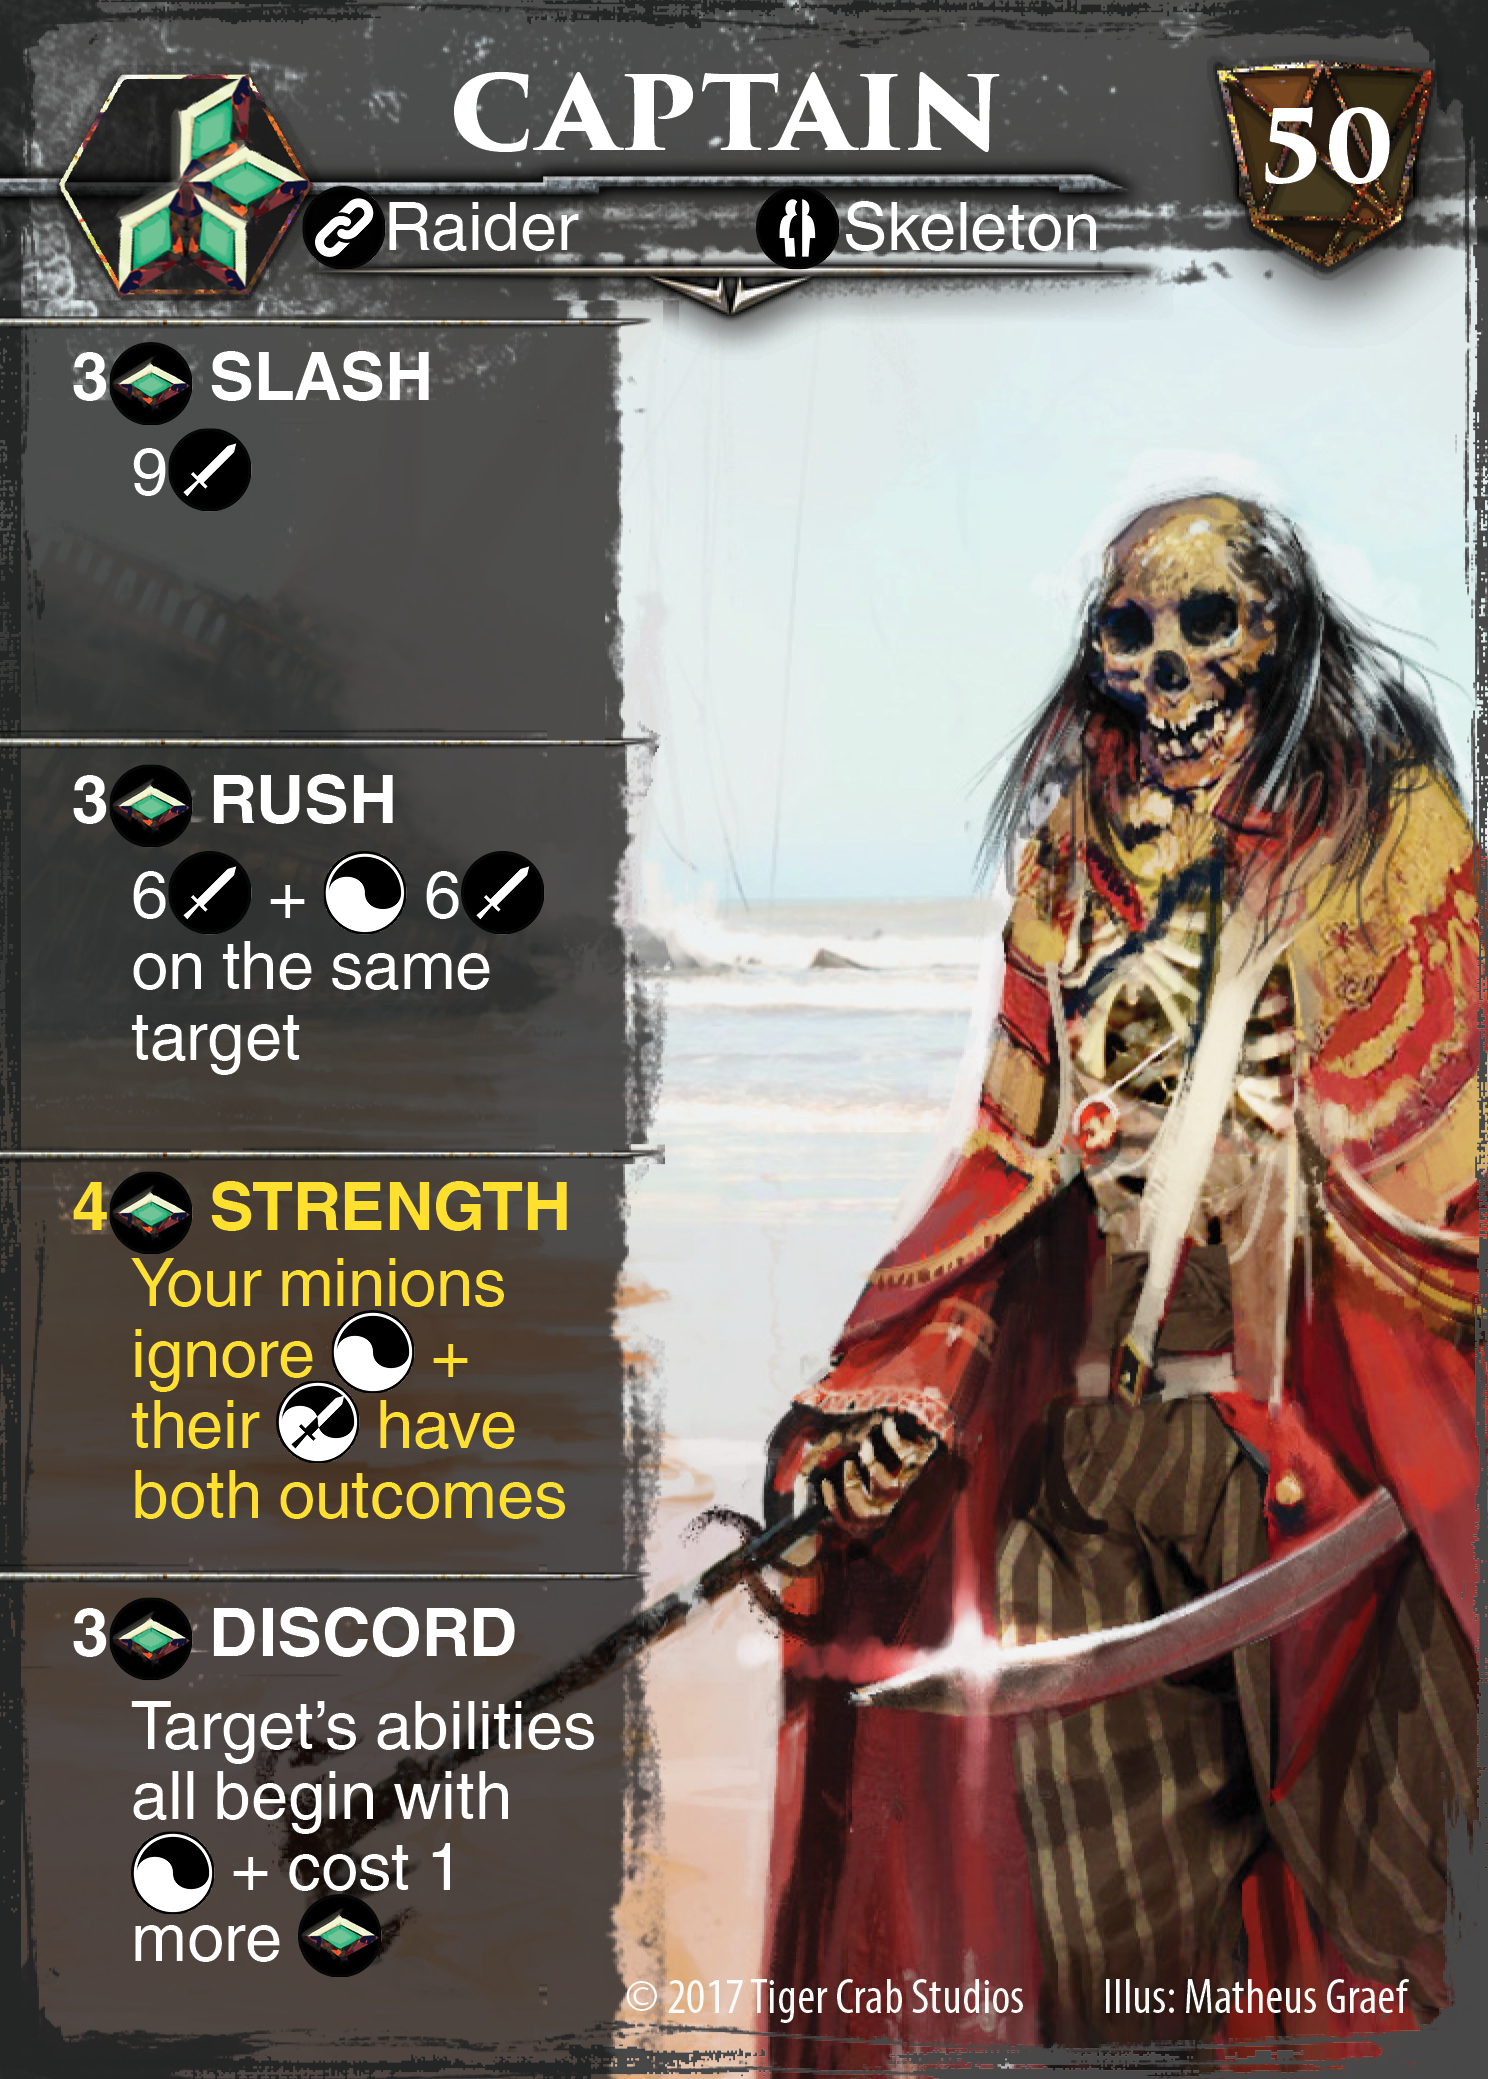 CAPTAIN
50
Raider Skeleton
3 SLASH
9
3 RUSH
6 + 6
on the same
target
4 STRENGTH
Your minions
ignore +
their have
both outcomes
3 DISCORD
Target's abilities
all begin with
+ cost 1
more
© 2017 Tiger Crab Studios Illus: Matheus Graef